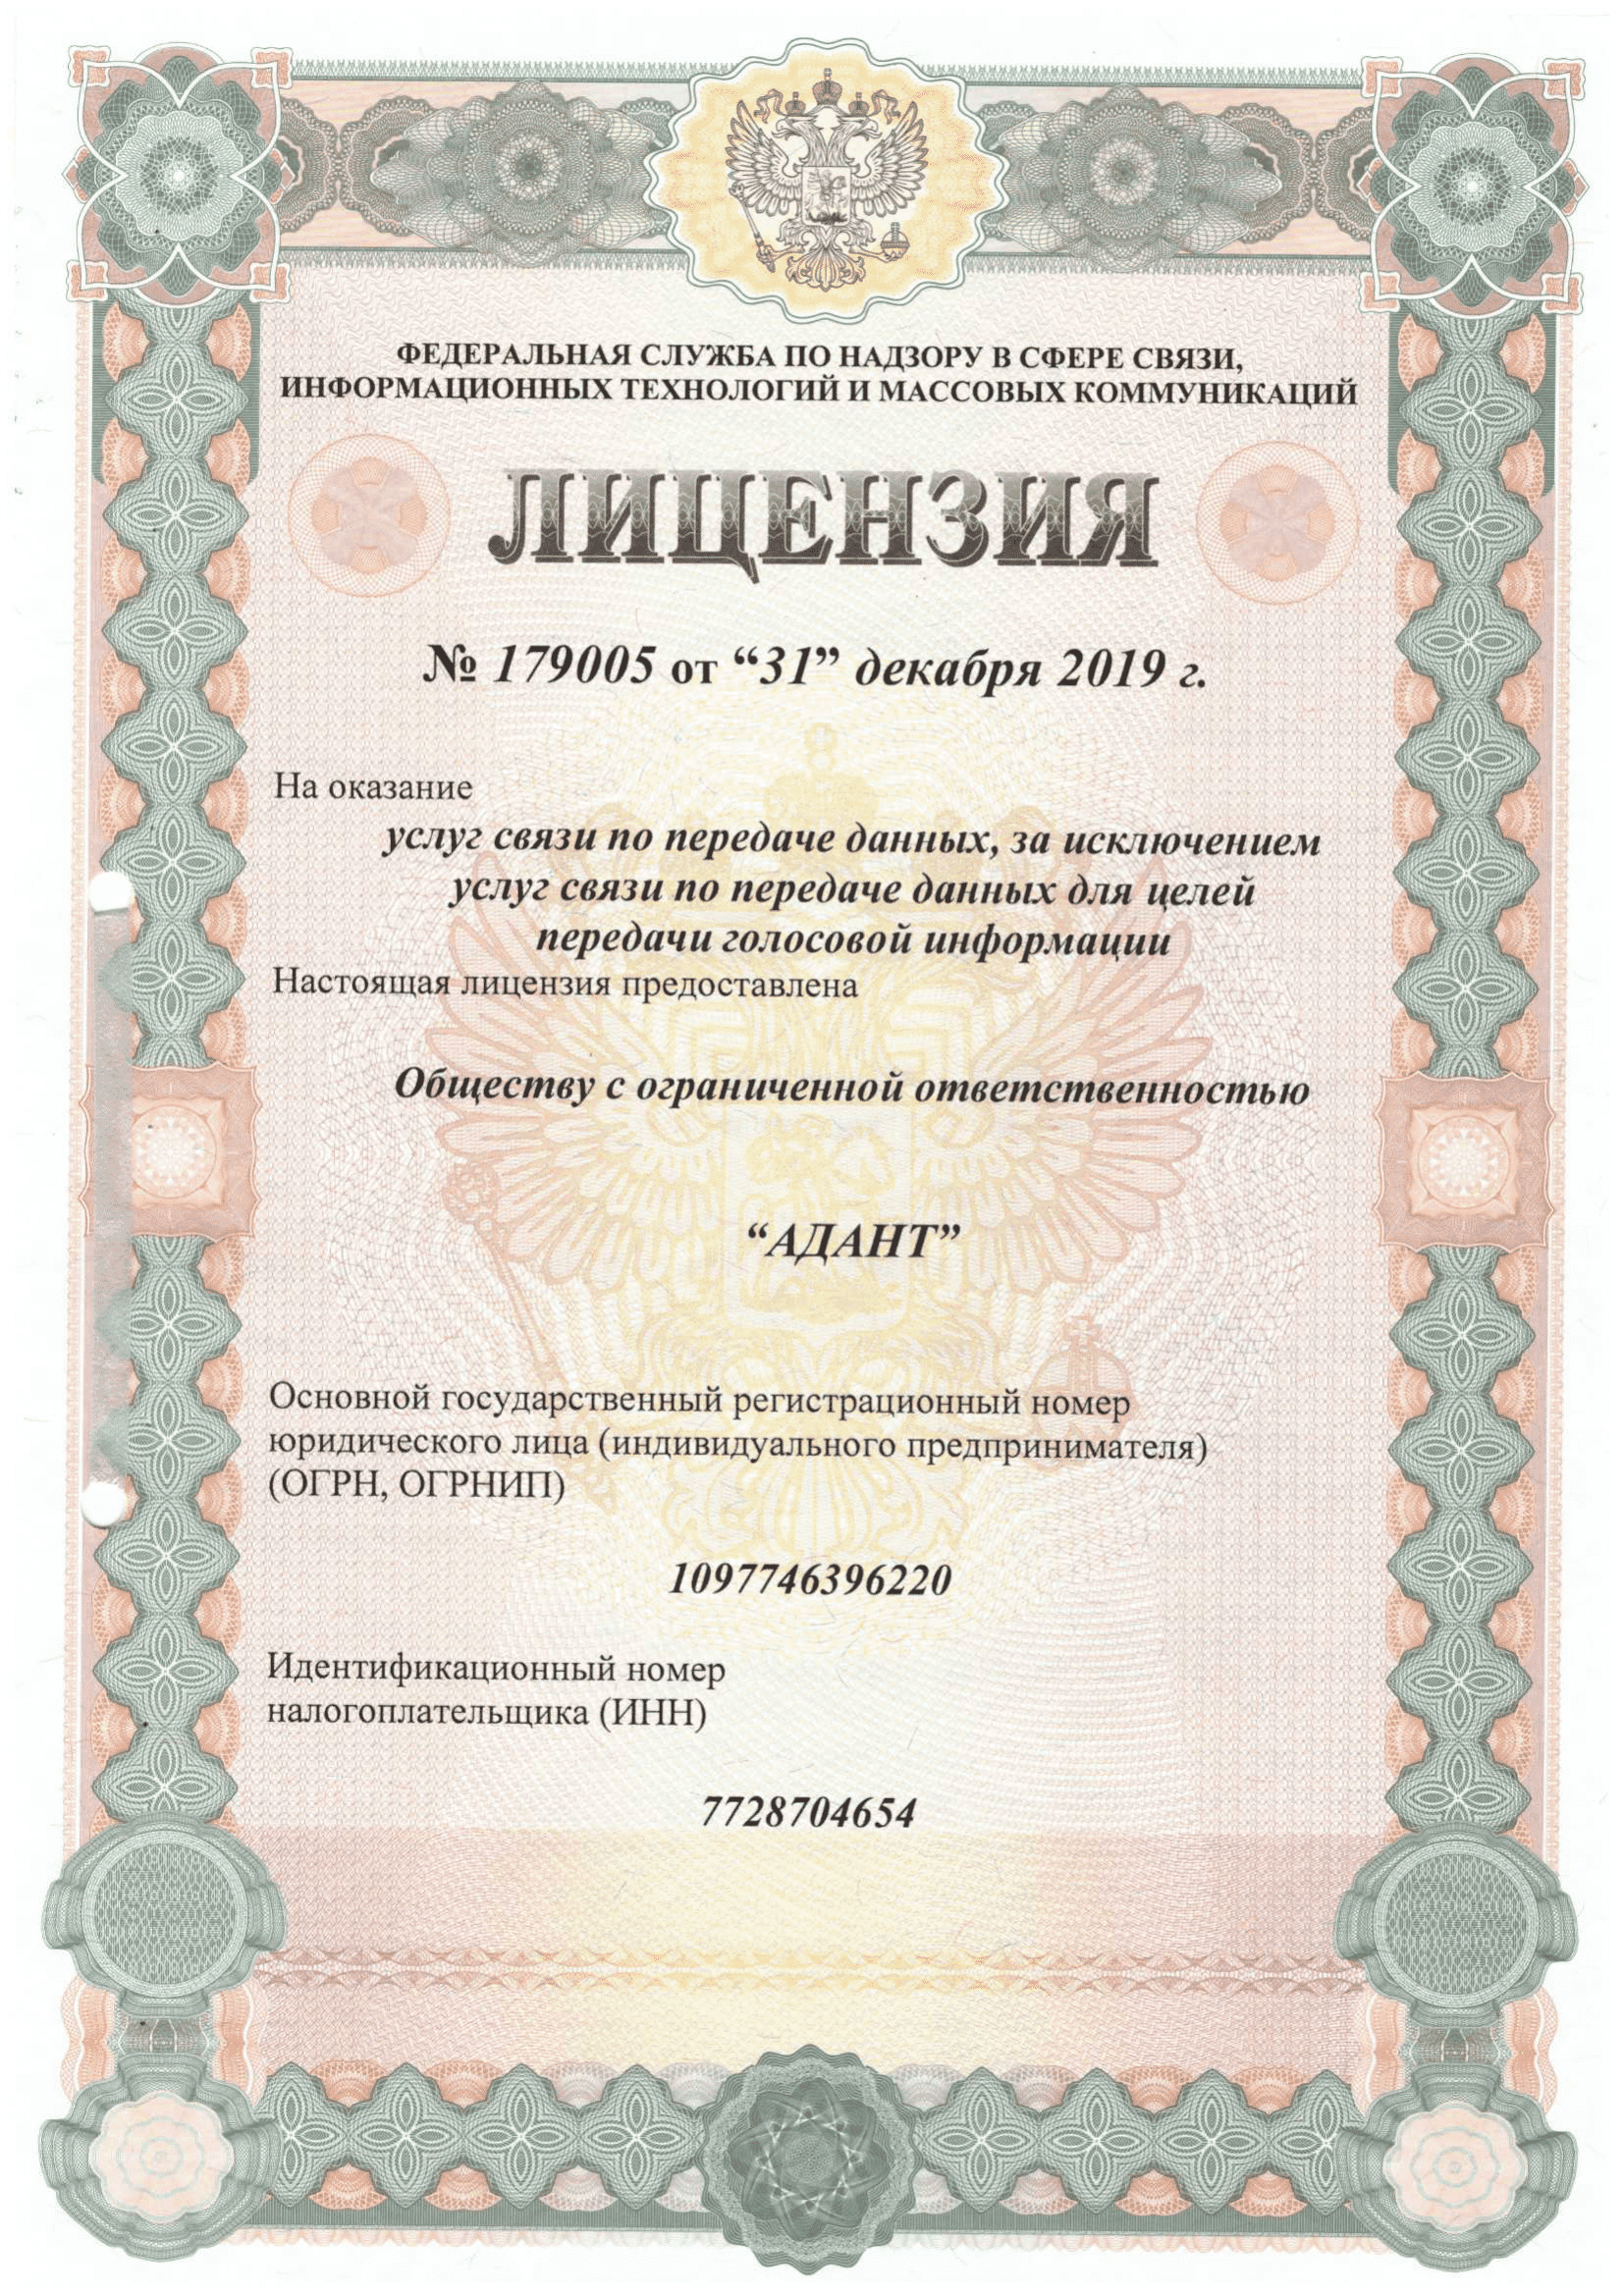 ФЕДЕРАЛЬНАЯ СЛУЖБА ПО НАДЗОРУ В СФЕРЕ СВЯЗИ,
ИНФОРМАЦИОННЫХ ТЕХНОЛОГИЙ И МАССОВЫХ КОММУНИКАЦИЙ
ЛИЦЕНЗИЯ
№ 179005 от “31” декабря 2019 г.
На оказание
услуг связи по передаче данных, за исключением
услуг связи по передаче данных для целей
передачи голосовой информации
Настоящая лицензия предоставлена
Обществу с ограниченной ответственностью
“АДАНТ”
Основной государственный регистрационный номер
юридического лица (индивидуального предпринимателя)
(ОГРН, ОГРНИП)
1097746396220
Идентификационный номер
налогоплательщика (ИНН)
7728704654